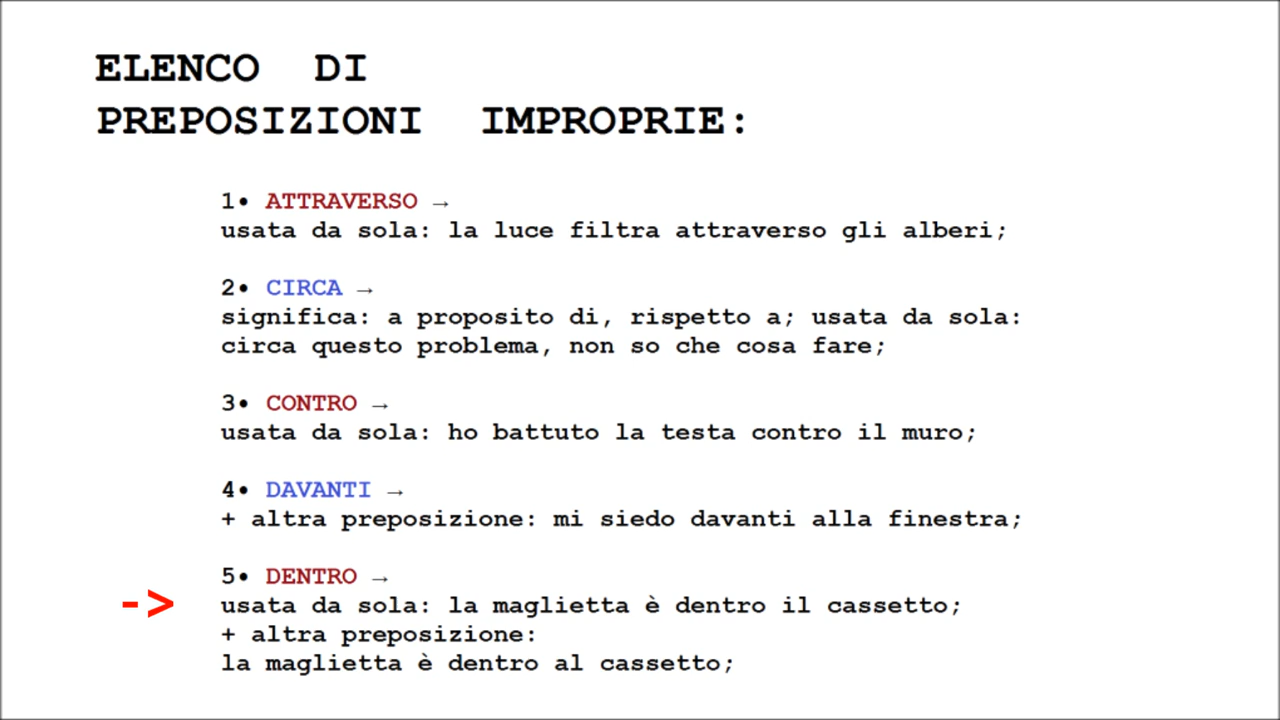 ELENCO DI
PREPOSIZIONI IMPROPRIE:
1• ATTRAVERSO →
usata da sola: la luce filtra attraverso gli alberi;
2• CIRCA →
significa: a proposito di, rispetto a; usata da sola:
circa questo problema, non so che cosa fare;
3• CONTRO →
usata da sola: ho battuto la testa contro il muro;
4• DAVANTI →
+ altra preposizione: mi siedo davanti alla finestra;
5• DENTRO →
-> usata da sola: la maglietta è dentro il cassetto;
+ altra preposizione:
la maglietta è dentro al cassetto;